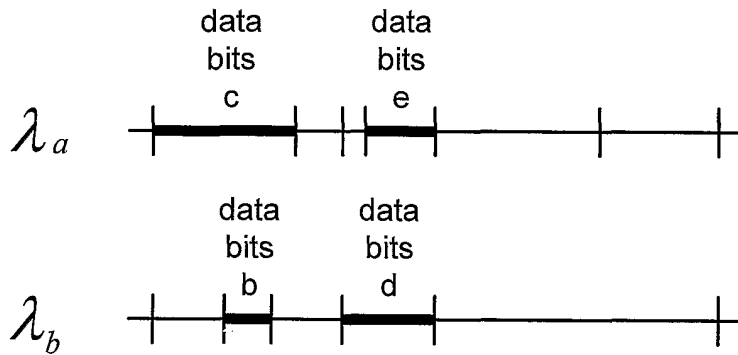 data data
bits bits
c e
λa
data data
bits bits
b d
λb